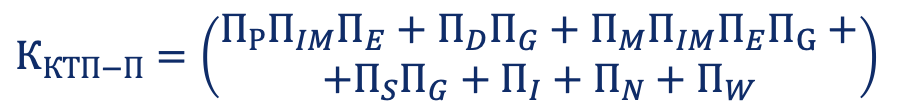 К_КТП−П = (П_Р П_IM П_E + П_D П_G + П_M П_IM П_E П_G +
+П_S П_G + П_I + П_N + П_W)